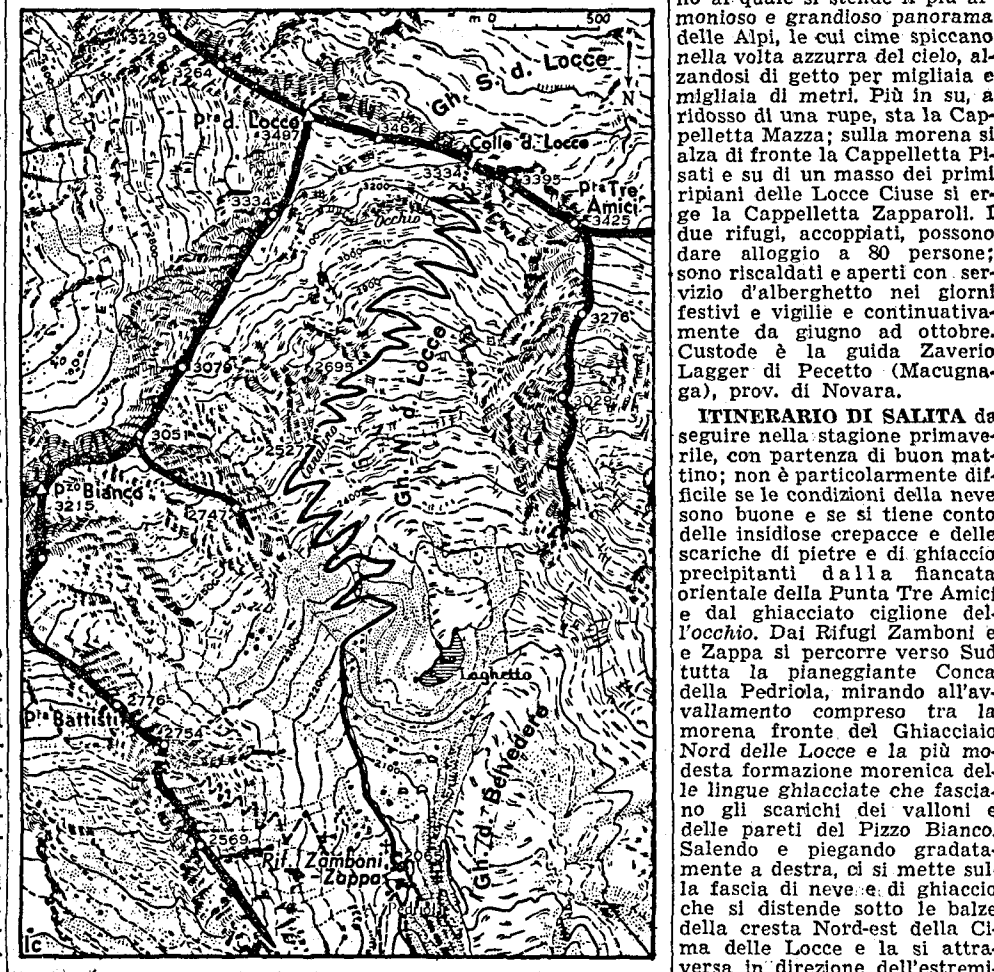 m 0 500
3229
3264
Pta d. Locce
3487
3462
Gh. S. d. Locce
N
Colle d. Locce
3334
3395
Pta Tre
Amici
3425
3334
3200
Occhio
3276
3078
2695
3029
3051
2527
Gh. N. d. Locce
2400
Pzo Bianco
3215
2747
Laghetto
2200
Pta Battisti
2776
2754
2100
Gh. d. Belvedere
2569
Rif. Zamboni
Zappa
2065
monioso e grandioso panorama
delle Alpi, le cui cime spiccano
nella volta azzurra del cielo, al-
zandosi di getto per migliaia e
migliaia di metri. Più in su, a
ridosso di una rupe, sta la Cap-
pelletta Mazza; sulla morena si
alza di fronte la Cappelletta Pi-
sati e su di un masso dei primi
ripiani delle Locce Ciuse si er-
ge la Cappelletta Zapparoli. I
due rifugi, accoppiati, possono
dare alloggio a 80 persone;
sono riscaldati e aperti con ser-
vizio d'alberghetto nei giorni
festivi e vigilie e continuativa-
mente da giugno ad ottobre.
Custode è la guida Zaverio
Lagger di Pecetto (Macugna-
ga), prov. di Novara.
ITINERARIO DI SALITA da
seguire nella stagione primave-
rile, con partenza di buon mat-
tino; non è particolarmente dif-
ficile se le condizioni della neve
sono buone e se si tiene conto
delle insidiose crepacce e delle
scariche di pietre e di ghiaccio
precipitanti dalla fiancata
orientale della Punta Tre Amici
e dal ghiacciato ciglione del-
l'occhio. Dai Rifugi Zamboni e
e Zappa si percorre verso Sud
tutta la pianeggiante Conca
della Pedriola, mirando all'av-
vallamento compreso tra la
morena fronte del Ghiacciaio
Nord delle Locce e la più mo-
desta formazione morenica del-
le lingue ghiacciate che fascia-
no gli scarichi dei valloni e
delle pareti del Pizzo Bianco.
Salendo e piegando gradata-
mente a destra, ci si mette sul-
la fascia di neve e di ghiaccio
che si distende sotto le balze
della cresta Nord-est della Ci-
ma delle Locce e la si attra-
versa in direzione dell'estremi-